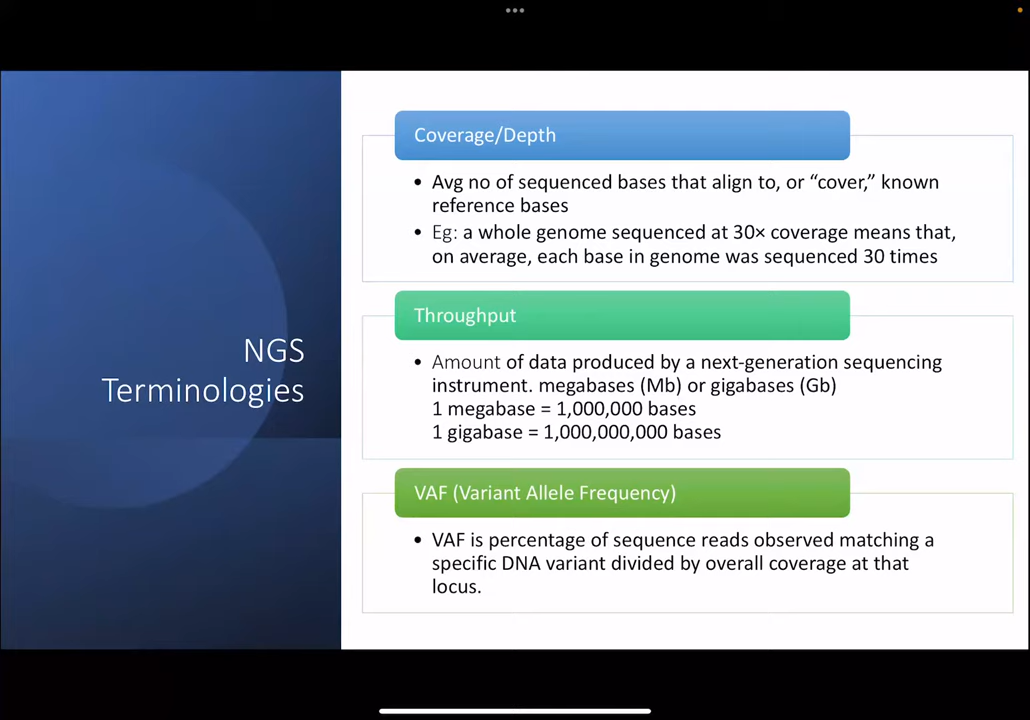 NGS
Terminologies
Coverage/Depth
• Avg no of sequenced bases that align to, or “cover,” known
reference bases
• Eg: a whole genome sequenced at 30× coverage means that,
on average, each base in genome was sequenced 30 times
Throughput
• Amount of data produced by a next-generation sequencing
instrument. megabases (Mb) or gigabases (Gb)
1 megabase = 1,000,000 bases
1 gigabase = 1,000,000,000 bases
VAF (Variant Allele Frequency)
• VAF is percentage of sequence reads observed matching a
specific DNA variant divided by overall coverage at that
locus.